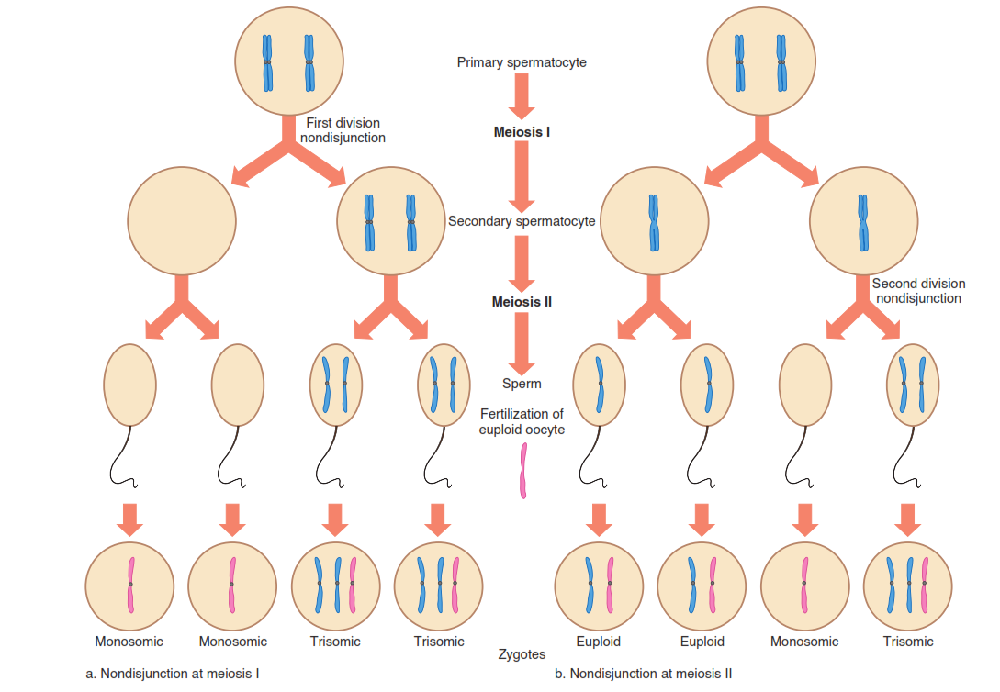 Primary spermatocyte
First division
nondisjunction
Meiosis I
Secondary spermatocyte
Second division
nondisjunction
Meiosis II
Sperm
Fertilization of
euploid oocyte
Monosomic
Monosomic
Trisomic
Trisomic
Euploid
Euploid
Monosomic
Trisomic
Zygotes
a. Nondisjunction at meiosis I
b. Nondisjunction at meiosis II